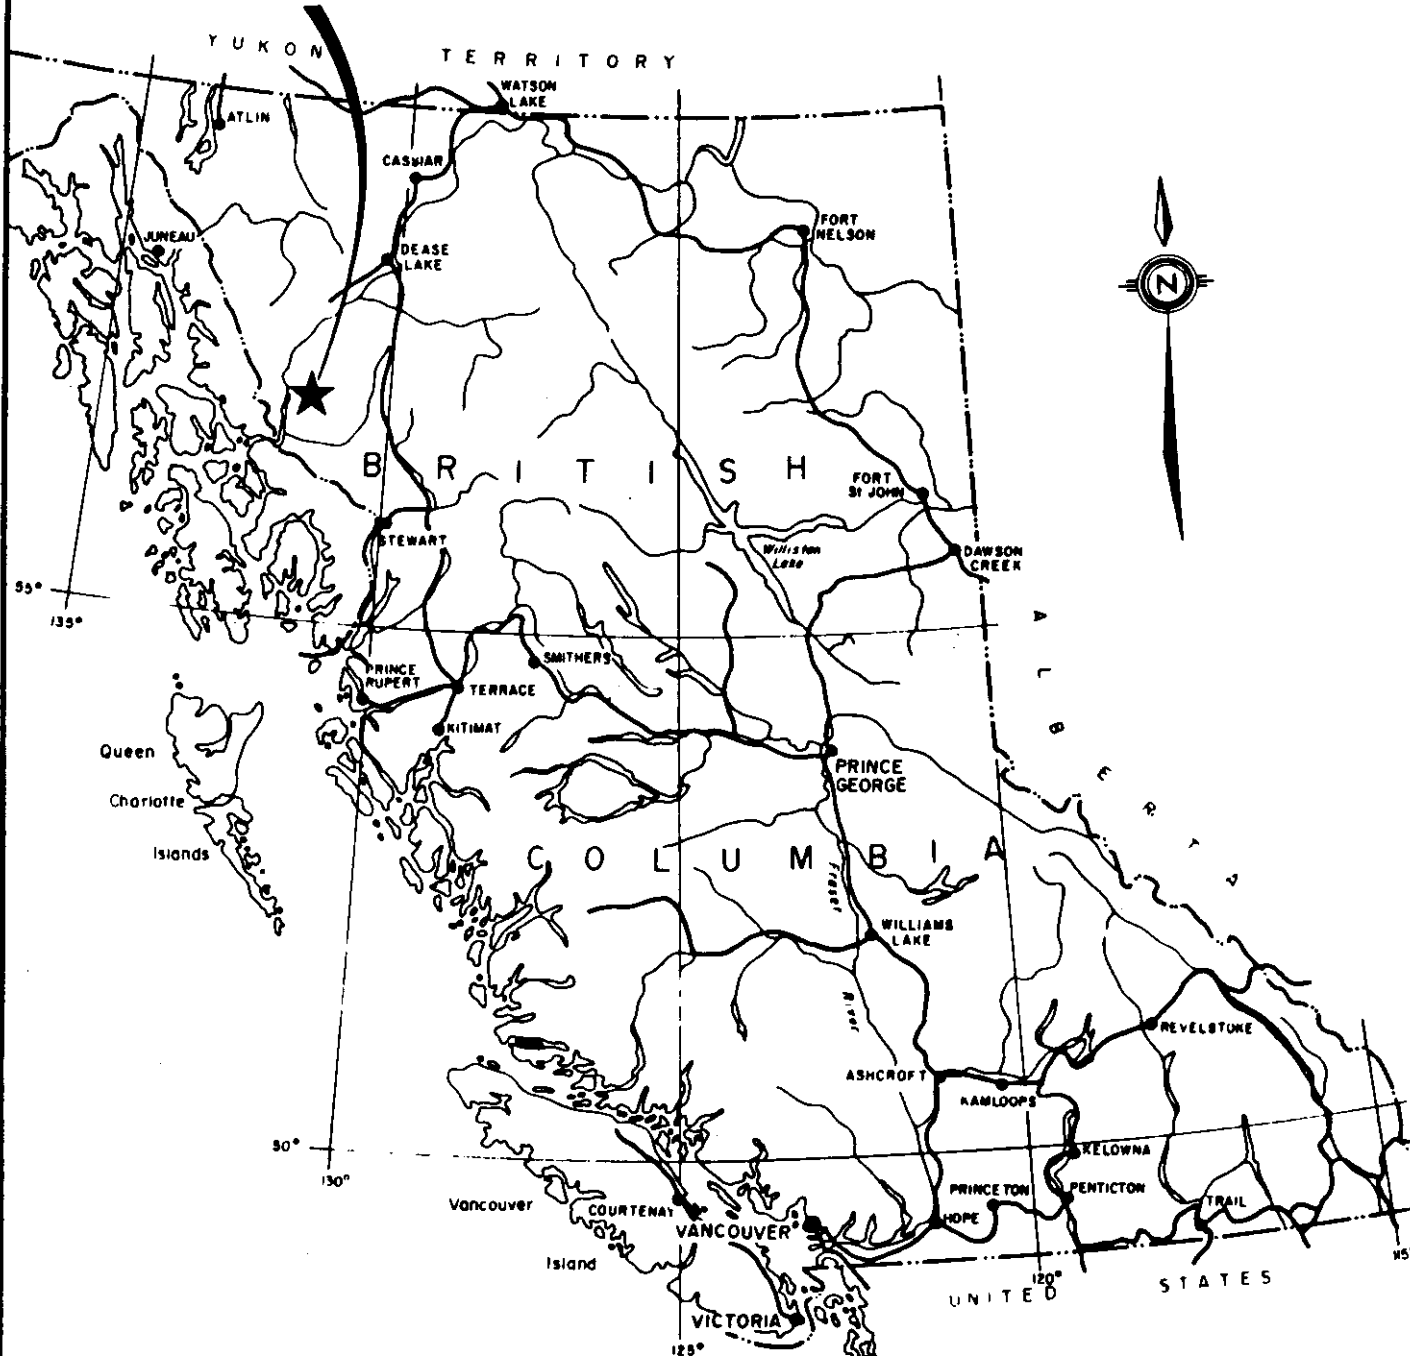 YUKON TERRITORY
WATSON
LAKE
ATLIN
CASSIAR
FORT
NELSON
JUNEAU
DEASE
LAKE
N
BRITISH
FORT
St JOHN
STEWART
Williston
Lake
DAWSON
CREEK
55°
135°
ALBERTA
SMITHERS
PRINCE
RUPERT
TERRACE
KITIMAT
Queen
Charlotte
Islands
PRINCE
GEORGE
COLUMBIA
Fraser
River
WILLIAMS
LAKE
REVELSTOKE
ASHCROFT
KAMLOOPS
50°
130°
KELOWNA
PRINCETON
PENTICTON
Vancouver
Island
COURTENAY
VANCOUVER
HOPE
TRAIL
115
120°
UNITED STATES
VICTORIA
125°